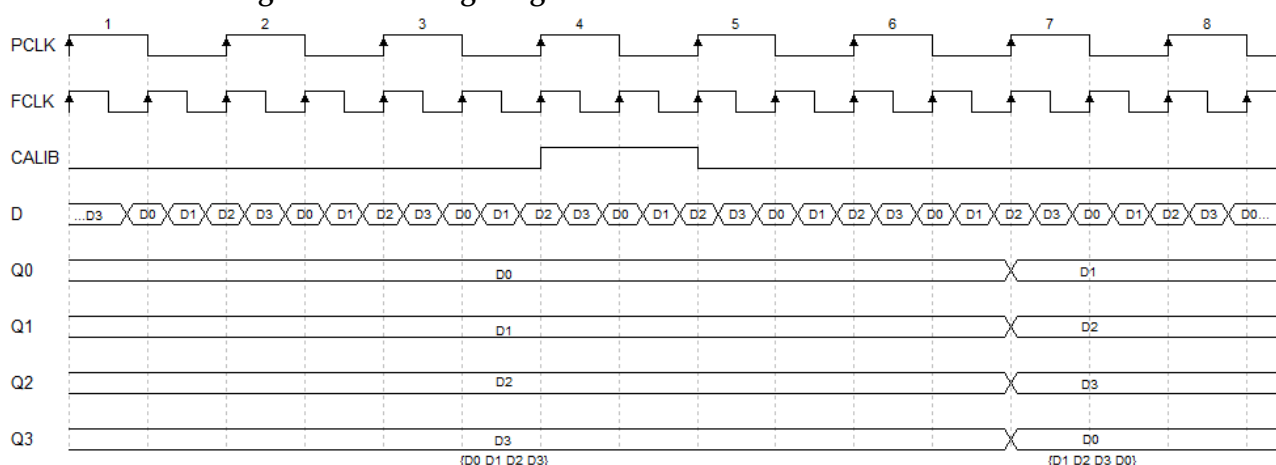 1 2 3 4 5 6 7 8
PCLK
FCLK
CALIB
D ...D3 D0 D1 D2 D3 D0 D1 D2 D3 D0 D1 D2 D3 D0 D1 D2 D3 D0 D1 D2 D3 D0 D1 D2 D3 D0 D1 D2 D3 D0...
Q0 D0 D1
Q1 D1 D2
Q2 D2 D3
Q3 D3 D0
{D0 D1 D2 D3} {D1 D2 D3 D0}